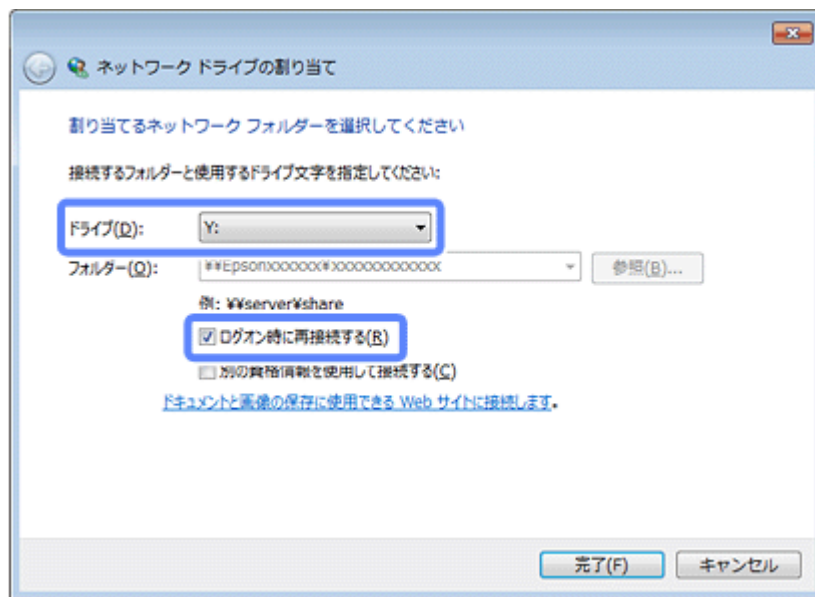 ネットワーク ドライブの割り当て
割り当てるネットワーク フォルダーを選択してください
接続するフォルダーと使用するドライブ文字を指定してください:
ドライブ(D): Y:
フォルダー(O): ¥¥Epsonxxxxxx¥xxxxxxxxxxxxx 参照(B)...
例: ¥¥server¥share
ログオン時に再接続する(R)
別の資格情報を使用して接続する(C)
ドキュメントと画像の保存に使用できる Web サイトに接続します。
完了(F) キャンセル